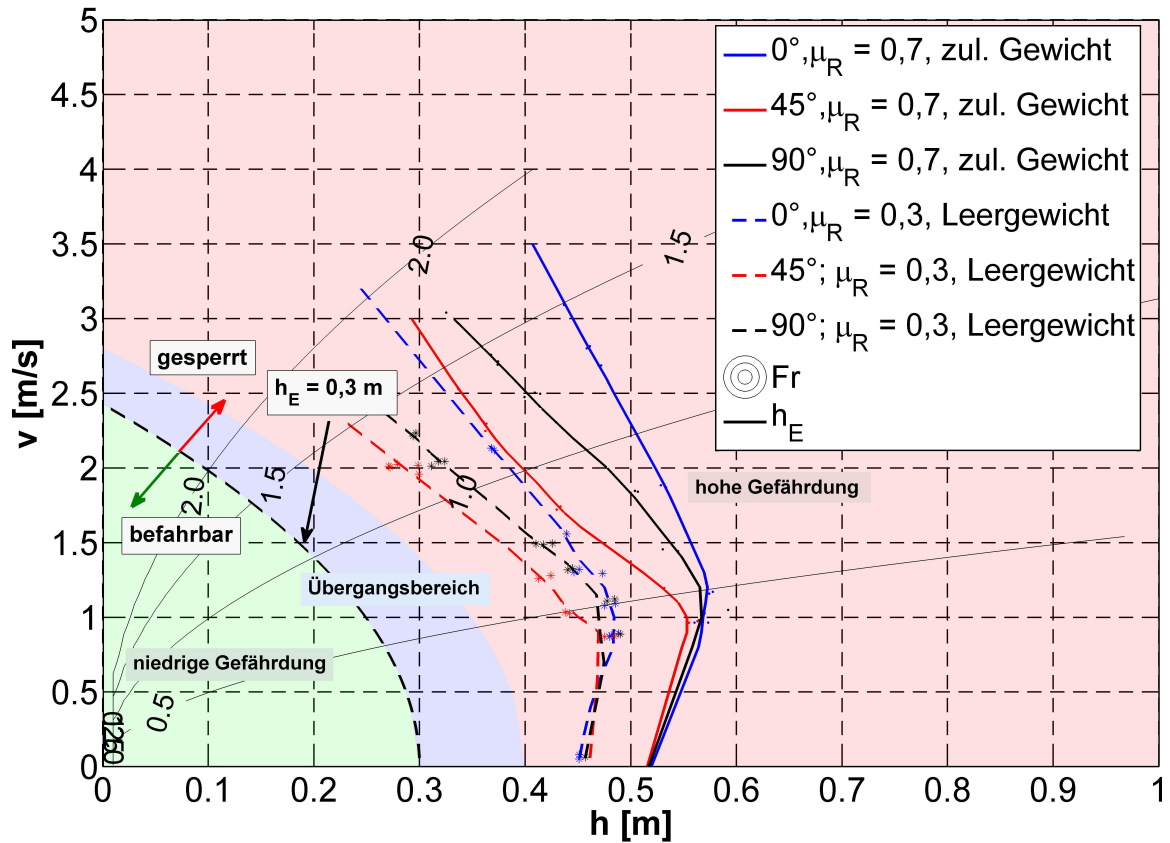 5
4.5
4
3.5
3
2.5
2
1.5
1
0.5
0
v [m/s]
0
0.1
0.2
0.3
0.4
0.5
0.6
0.7
0.8
0.9
1
h [m]
0°,μR = 0,7, zul. Gewicht
45°,μR = 0,7, zul. Gewicht
90°,μR = 0,7, zul. Gewicht
0°,μR = 0,3, Leergewicht
45°; μR = 0,3, Leergewicht
90°; μR = 0,3, Leergewicht
Fr
hE
2.0
1.5
gesperrt
hE = 0,3 m
2.0
1.5
1.0
hohe Gefährdung
befahrbar
Übergangsbereich
niedrige Gefährdung
0.5